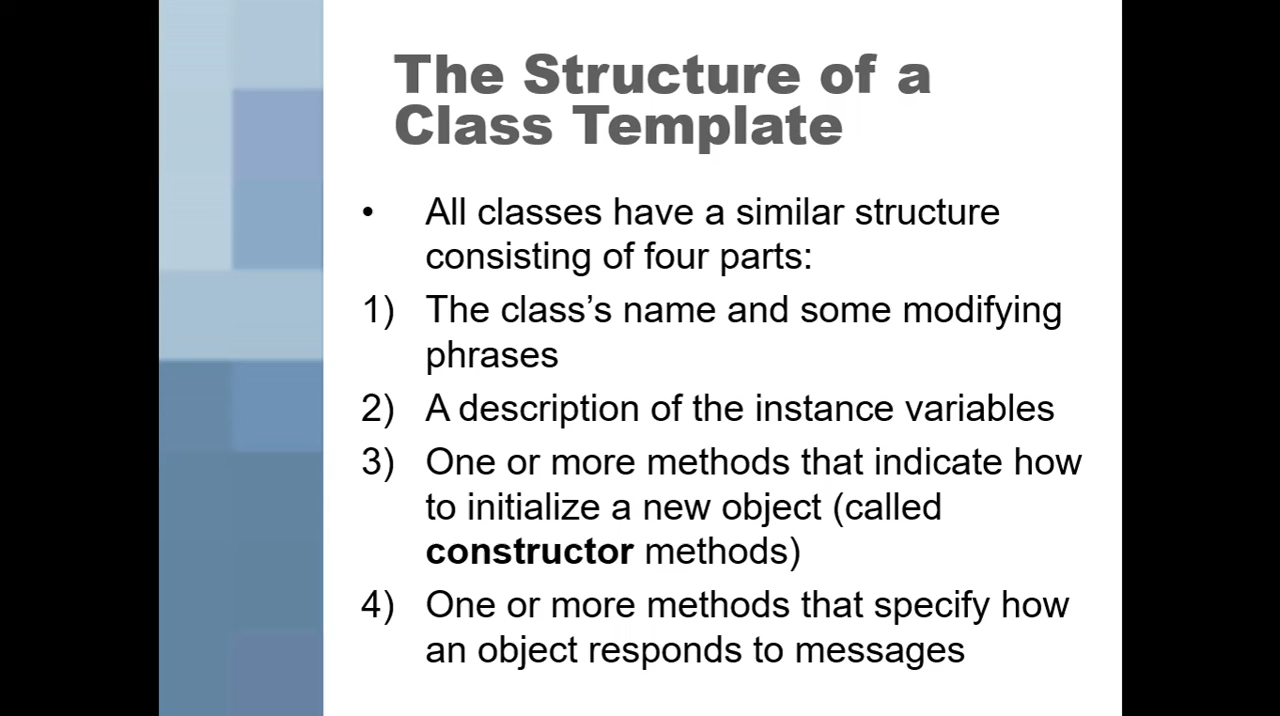 The Structure of a
Class Template
• All classes have a similar structure
consisting of four parts:
1) The class’s name and some modifying
phrases
2) A description of the instance variables
3) One or more methods that indicate how
to initialize a new object (called
constructor methods)
4) One or more methods that specify how
an object responds to messages